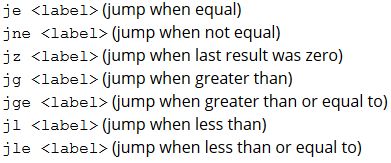 je <label> (jump when equal)
jne <label> (jump when not equal)
jz <label> (jump when last result was zero)
jg <label> (jump when greater than)
jge <label> (jump when greater than or equal to)
jl <label> (jump when less than)
jle <label> (jump when less than or equal to)